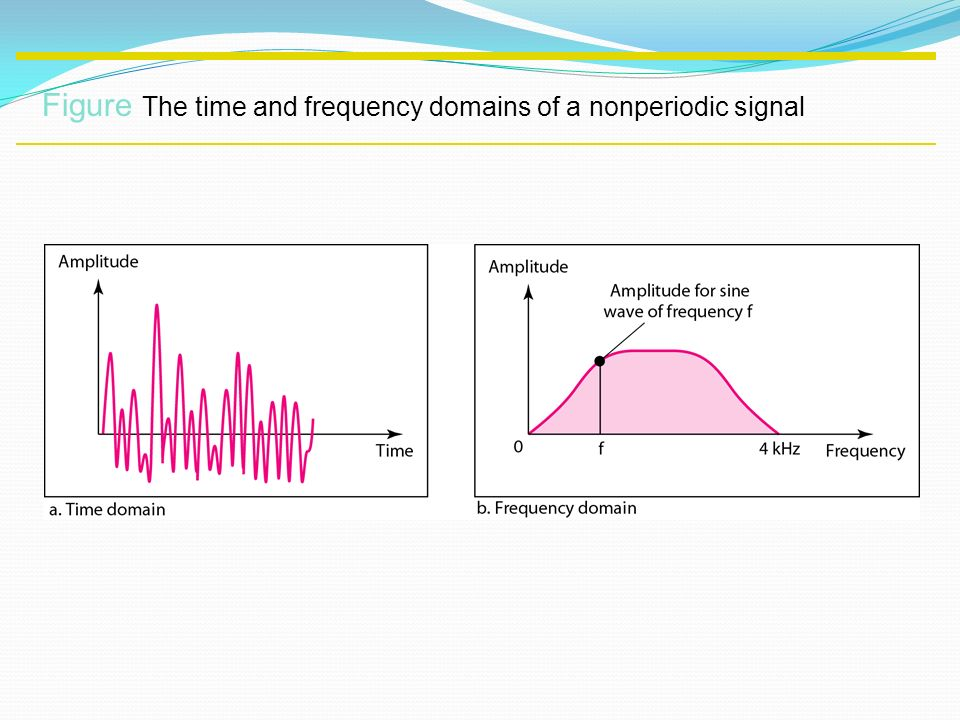 Figure The time and frequency domains of a nonperiodic signal
Amplitude
Time
a. Time domain
Amplitude
Amplitude for sine
wave of frequency f
0
f
4 kHz
Frequency
b. Frequency domain